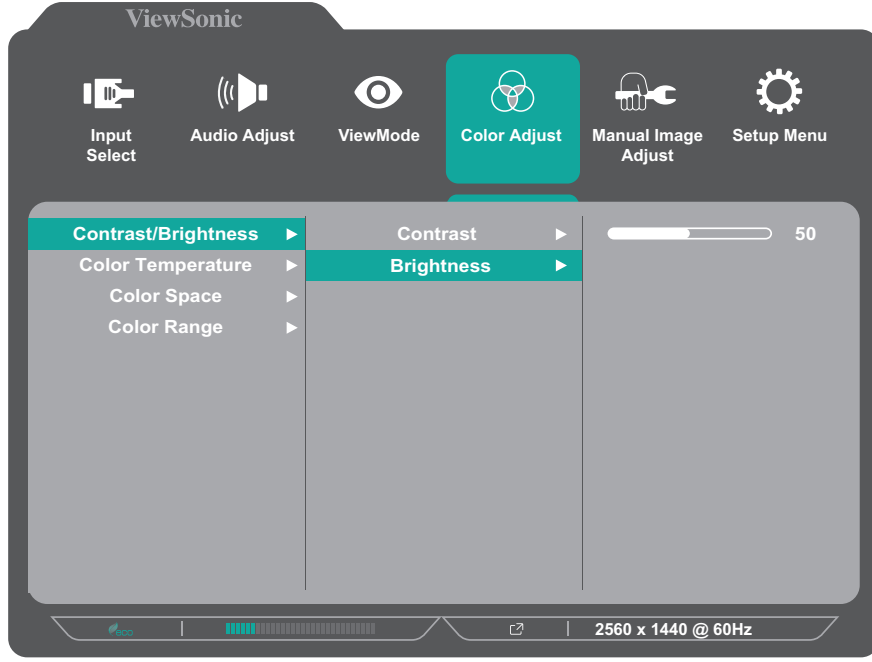 ViewSonic
Input
Select
Audio Adjust
ViewMode
Color Adjust
Manual Image
Adjust
Setup Menu
Contrast/Brightness
Contrast
50
Color Temperature
Brightness
Color Space
Color Range
eco
2560 x 1440 @ 60Hz